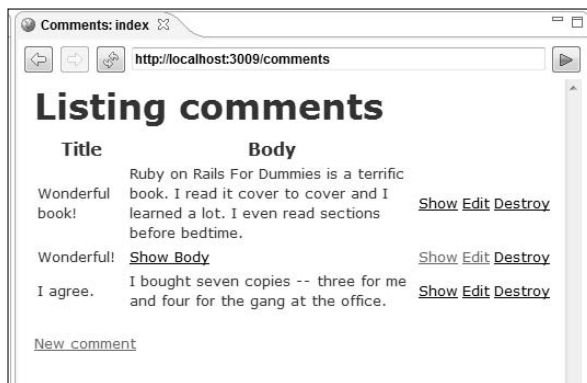 Comments: index
http://localhost:3009/comments
Listing comments
Title Body
Wonderful book! Ruby on Rails For Dummies is a terrific book. I read it cover to cover and I learned a lot. I even read sections before bedtime. Show Edit Destroy
Wonderful! Show Body Show Edit Destroy
I agree. I bought seven copies -- three for me and four for the gang at the office. Show Edit Destroy
New comment